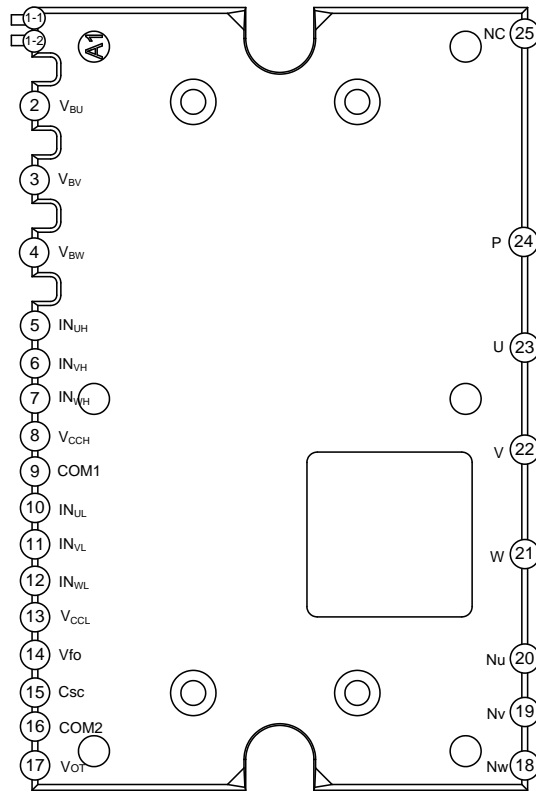 1-1
1-2
A1
2 VBU
3 VBV
4 VBW
5 INUH
6 INVH
7 INWH
8 VCCH
9 COM1
10 INUL
11 INVL
12 INWL
13 VCCL
14 Vfo
15 Csc
16 COM2
17 VOT
NC 25
P 24
U 23
V 22
W 21
Nu 20
Nv 19
Nw 18